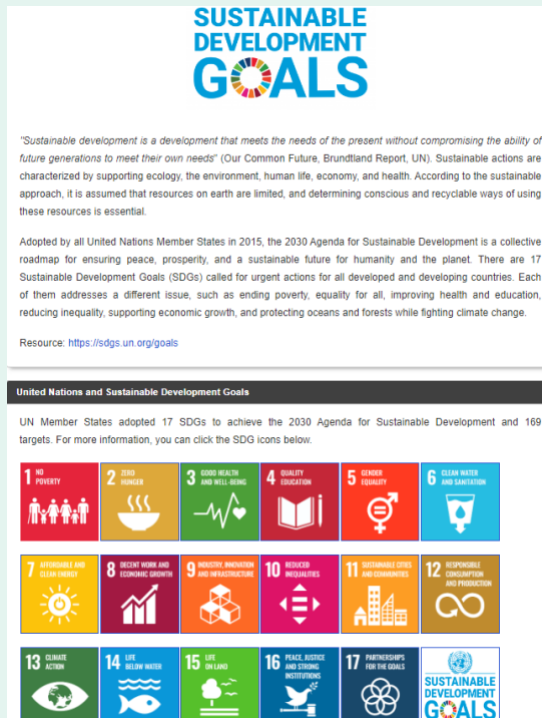 SUSTAINABLE
DEVELOPMENT
GOALS
"Sustainable development is a development that meets the needs of the present without compromising the ability of
future generations to meet their own needs" (Our Common Future, Brundtland Report, UN). Sustainable actions are
characterized by supporting ecology, the environment, human life, economy, and health. According to the sustainable
approach, it is assumed that resources on earth are limited, and determining conscious and recyclable ways of using
these resources is essential.
Adopted by all United Nations Member States in 2015, the 2030 Agenda for Sustainable Development is a collective
roadmap for ensuring peace, prosperity, and a sustainable future for humanity and the planet. There are 17
Sustainable Development Goals (SDGs) called for urgent actions for all developed and developing countries. Each
of them addresses a different issue, such as ending poverty, equality for all, improving health and education,
reducing inequality, supporting economic growth, and protecting oceans and forests while fighting climate change.
Resource: https://sdgs.un.org/goals
United Nations and Sustainable Development Goals
UN Member States adopted 17 SDGs to achieve the 2030 Agenda for Sustainable Development and 169
targets. For more information, you can click the SDG icons below.
1 NO
POVERTY
2 ZERO
HUNGER
3 GOOD HEALTH
AND WELL-BEING
4 QUALITY
EDUCATION
5 GENDER
EQUALITY
6 CLEAN WATER
AND SANITATION
7 AFFORDABLE AND
CLEAN ENERGY
8 DECENT WORK AND
ECONOMIC GROWTH
9 INDUSTRY, INNOVATION
AND INFRASTRUCTURE
10 REDUCED
INEQUALITIES
11 SUSTAINABLE CITIES
AND COMMUNITIES
12 RESPONSIBLE
CONSUMPTION
AND PRODUCTION
13 CLIMATE
ACTION
14 LIFE
BELOW WATER
15 LIFE
ON LAND
16 PEACE, JUSTICE
AND STRONG
INSTITUTIONS
17 PARTNERSHIPS
FOR THE GOALS
SUSTAINABLE
DEVELOPMENT
GOALS